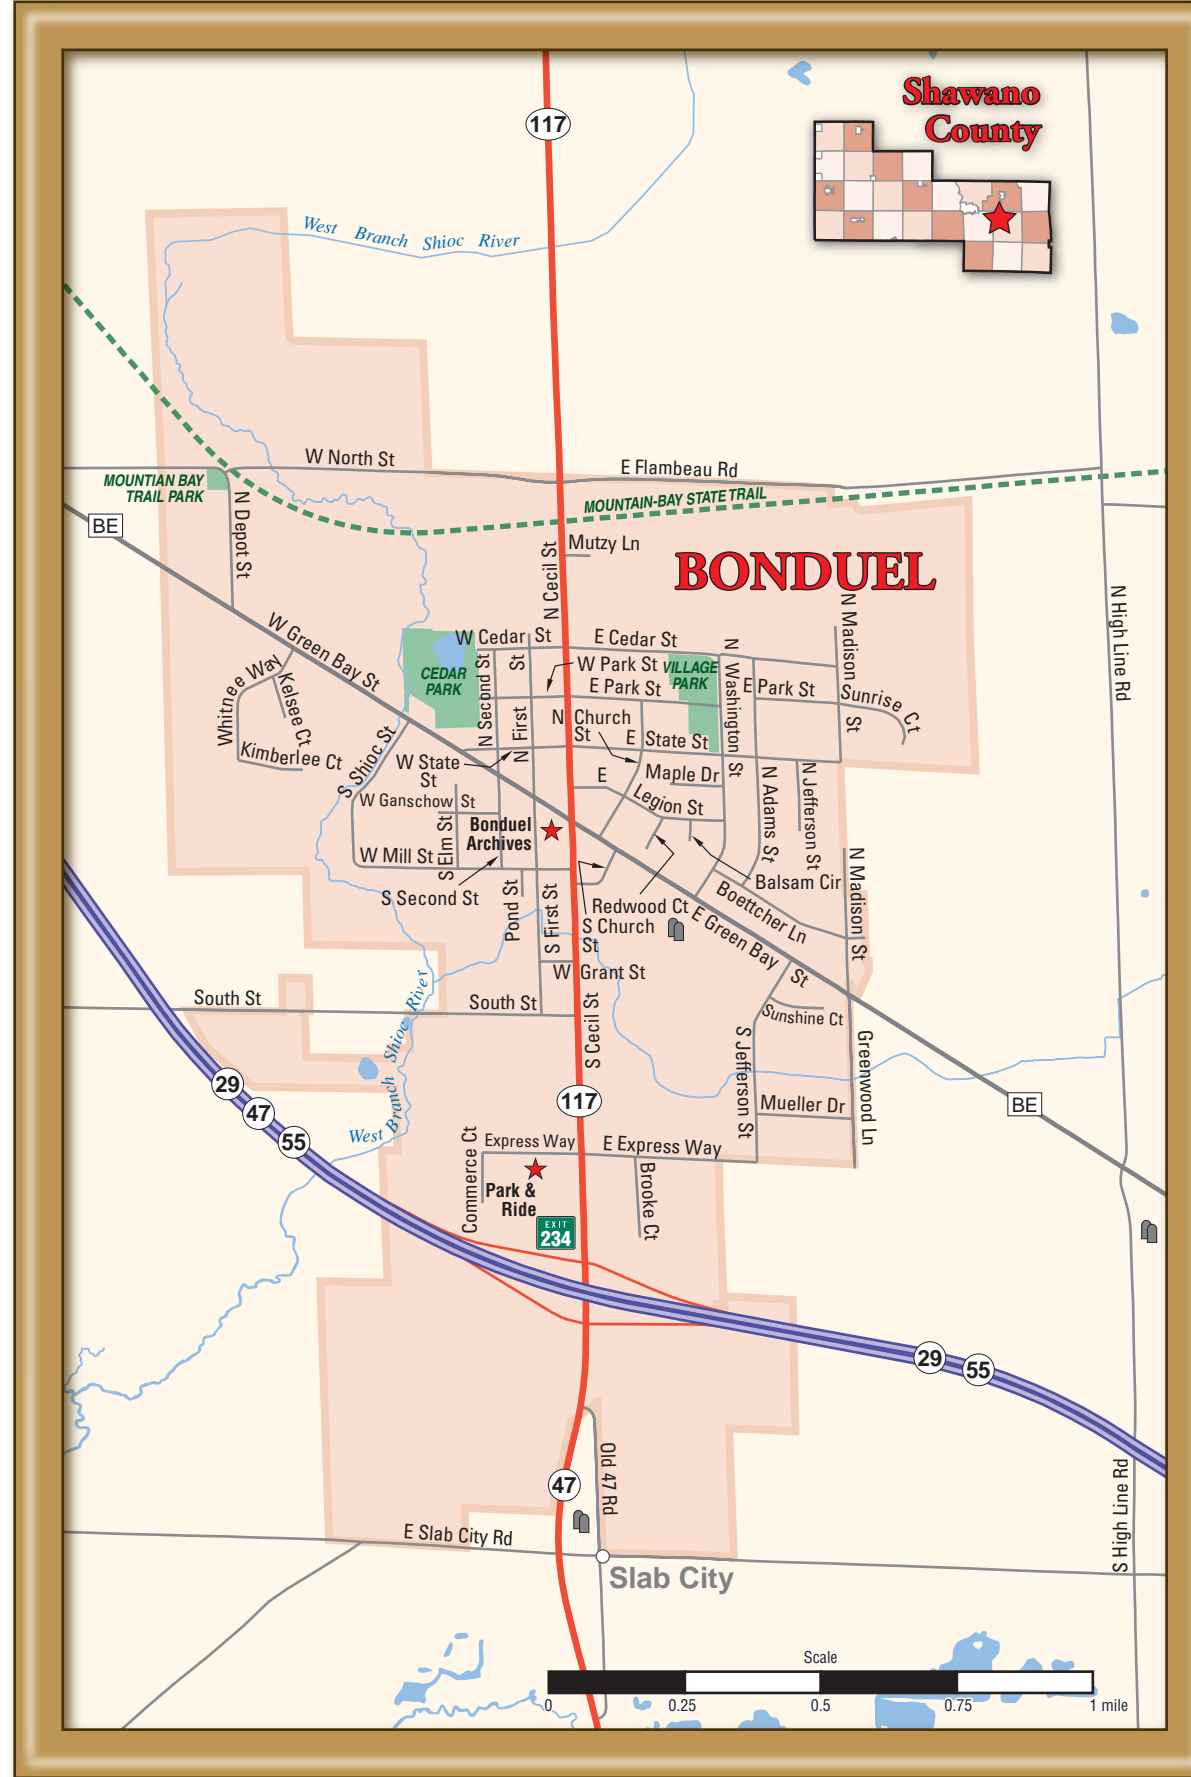 Shawano
County
117
West Branch Shioc River
W North St
E Flambeau Rd
MOUNTIAN BAY
TRAIL PARK
MOUNTAIN-BAY STATE TRAIL
N Depot St
BE
Mutzy Ln
N Cecil St
BONDUEL
N High Line Rd
N Madison St
W Green Bay St
W Cedar St
E Cedar St
CEDAR
PARK
N Second St
N First St
W Park St
E Park St
VILLAGE
PARK
N Washington St
E Park St
Sunrise Ct
Whitnee Way
Kelsee Ct
Kimberlee Ct
S Shioc St
N Church
St
E State St
W State
St
E Legion St
Maple Dr
N Adams St
N Jefferson St
W Ganschow St
S Elm St
Bonduel
Archives
W Mill St
S Second St
Pond St
S First St
Redwood Ct
Balsam Cir
Boettcher Ln
N Madison St
S Church
St
E Green Bay St
W Grant St
South St
South St
S Cecil St
Sunshine Ct
West Branch Shioc River
S Jefferson St
Greenwood Ln
29
47
55
117
Mueller Dr
BE
Commerce Ct
Express Way
E Express Way
Park &
Ride
Brooke Ct
EXIT
234
29
55
47
Old 47 Rd
E Slab City Rd
Slab City
S High Line Rd
Scale
0 0.25 0.5 0.75 1 mile